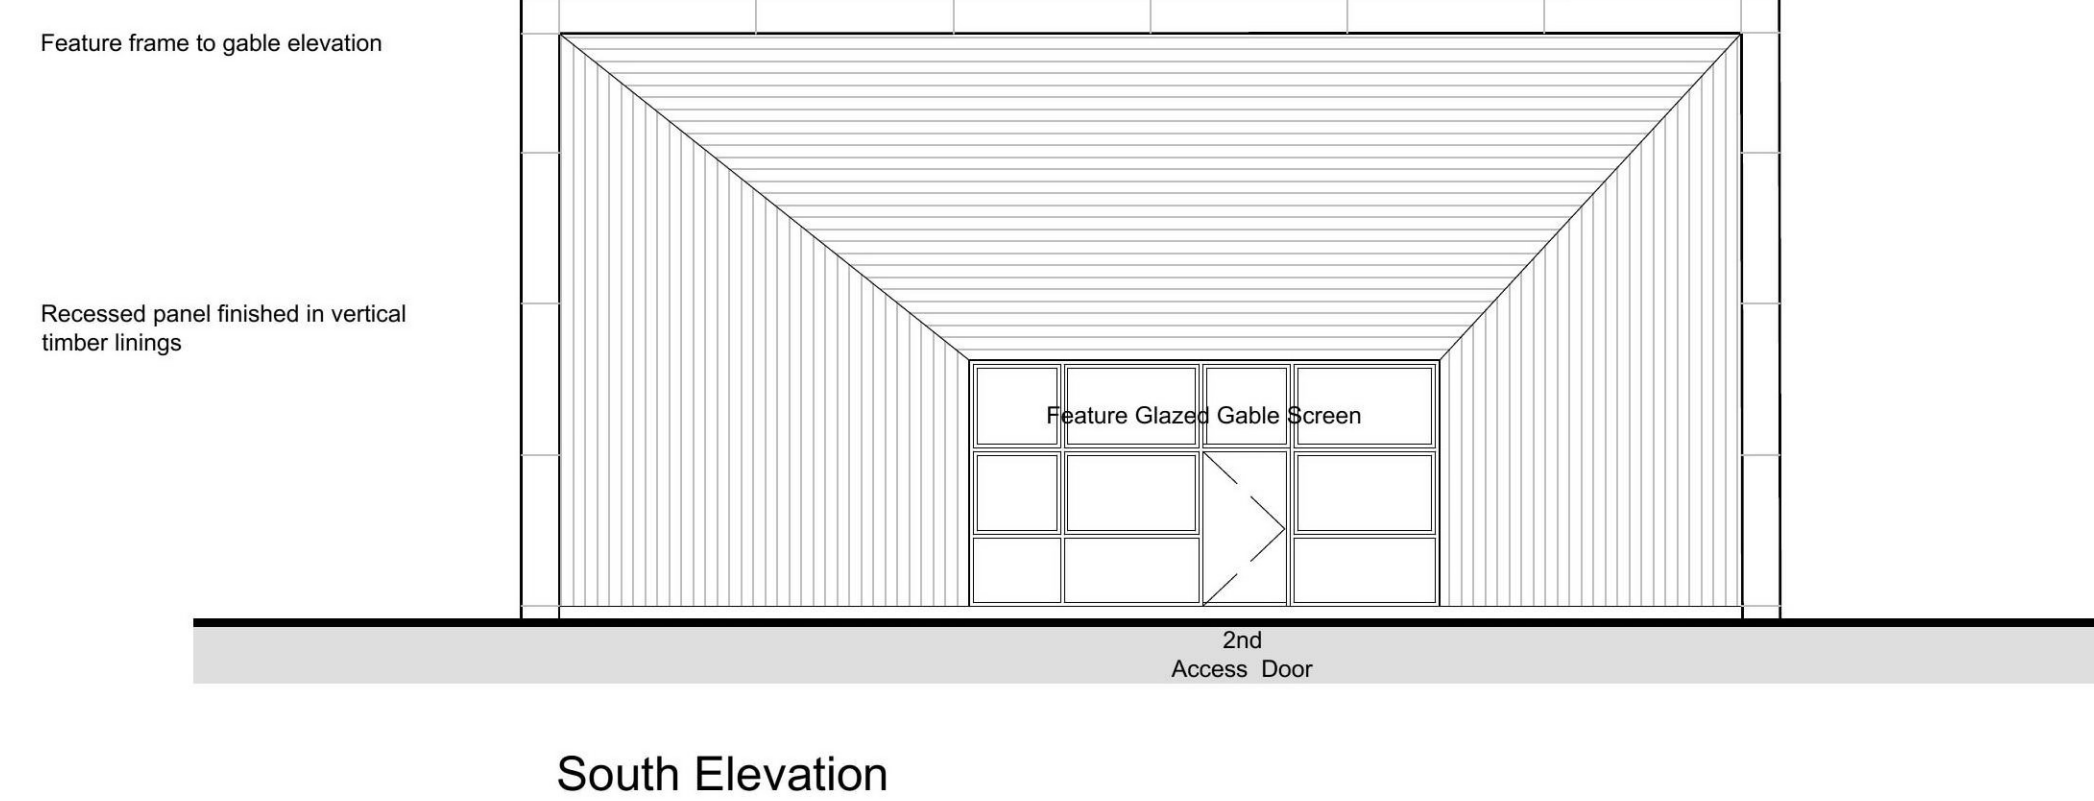 Feature frame to gable elevation
Recessed panel finished in vertical
timber linings
Feature Glazed Gable Screen
2nd
Access Door
South Elevation